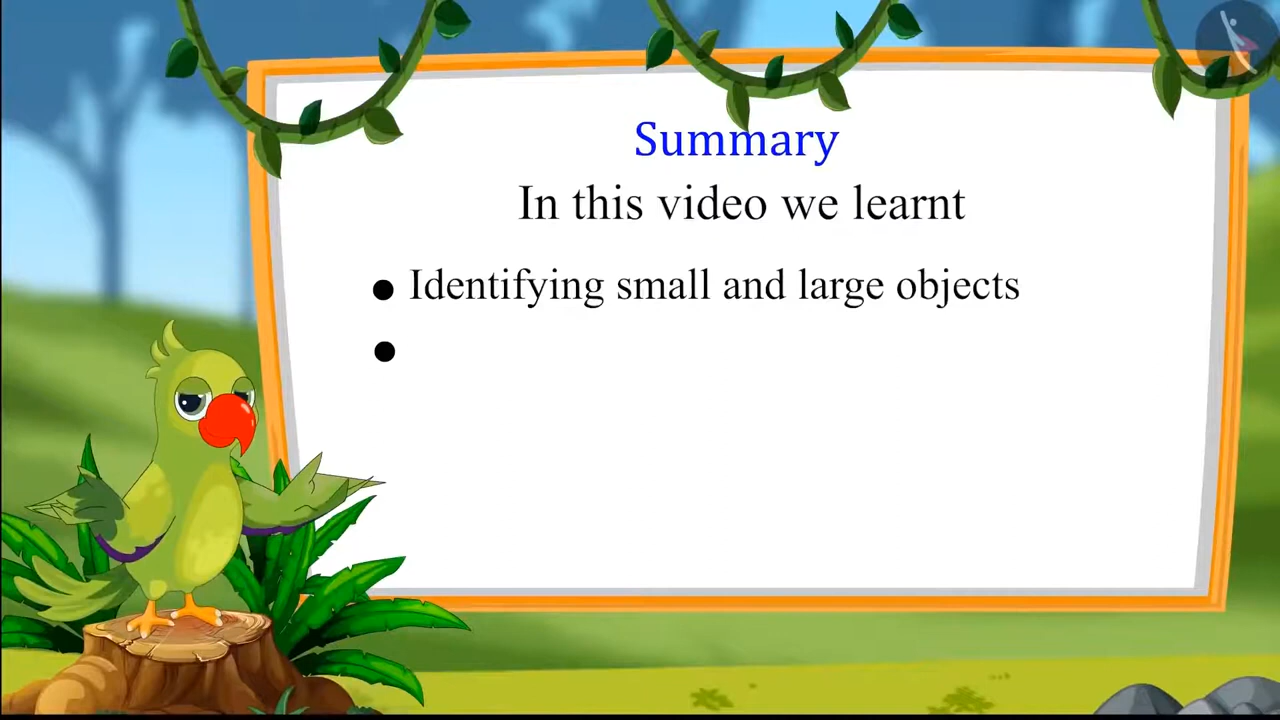 Summary
In this video we learnt
● Identifying small and large objects
●